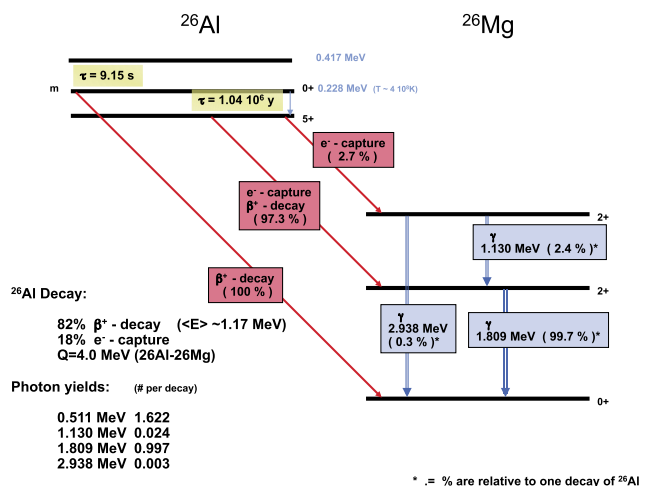 ²⁶Al
²⁶Mg
0.417 MeV
τ = 9.15 s
m
0+ 0.228 MeV (T ~ 4 10⁸K)
τ = 1.04 10⁶ y
5+
e⁻ - capture
( 2.7 %)
e⁻ - capture
β⁺ - decay
( 97.3 %)
2+
γ
1.130 MeV ( 2.4 %)*
β⁺ - decay
( 100 %)
2+
²⁶Al Decay:
82% β⁺ - decay (<E> ~1.17 MeV)
18% e⁻ - capture
Q=4.0 MeV (26Al-26Mg)
γ
2.938 MeV
( 0.3 %)*
γ
1.809 MeV ( 99.7 %)*
Photon yields: (# per decay)
0+
0.511 MeV 1.622
1.130 MeV 0.024
1.809 MeV 0.997
2.938 MeV 0.003
* .= % are relative to one decay of ²⁶Al